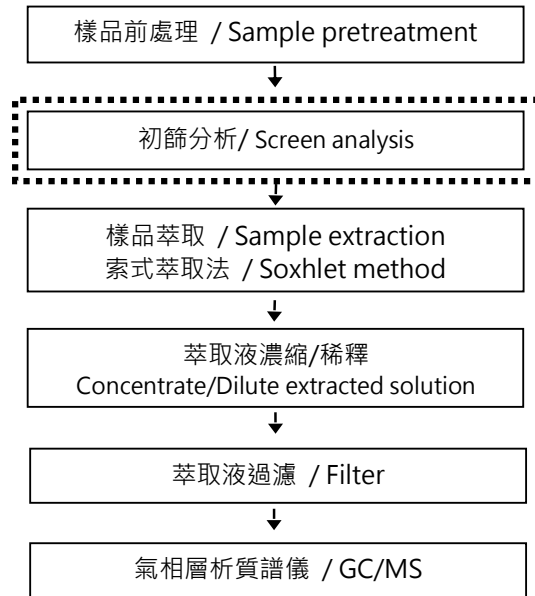 樣品前處理 / Sample pretreatment
初篩分析/ Screen analysis
樣品萃取 / Sample extraction
索式萃取法 / Soxhlet method
萃取液濃縮/稀釋
Concentrate/Dilute extracted solution
萃取液過濾 / Filter
氣相層析質譜儀 / GC/MS